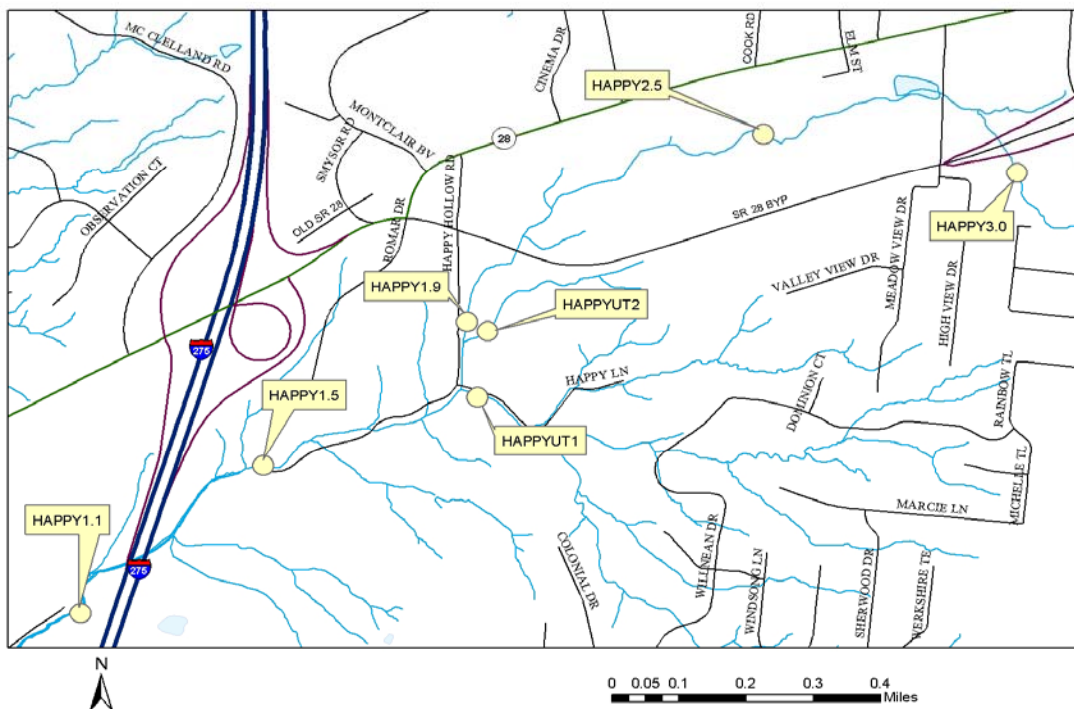 MC CLELLAND RD
CINEMA DR
COOK RD
ELM ST
HAPPY2.5
MONTCLAIR BV
28
SMYSOR RD
OBSERVATION CT
OLD SR 28
BOMAR DR
HAPPY HOLLOW RD
SR 28 BYP
HAPPY3.0
MEADOW VIEW DR
VALLEY VIEW DR
HIGH VIEW DR
HAPPY1.9
HAPPYUT2
275
HAPPY1.5
HAPPY LN
DOMINION CT
RAINBOW TL
HAPPYUT1
MICHELLE TL
MARCIE LN
HAPPY1.1
275
COLONIAL DR
WILLNEAN DR
WINDSONG LN
SHERWOOD DR
WERKSHIRE TE
N
0 0.05 0.1 0.2 0.3 0.4
Miles